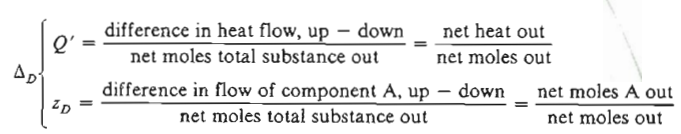 Δ_D { Q′ = difference in heat flow, up − down / net moles total substance out = net heat out / net moles out
z_D = difference in flow of component A, up − down / net moles total substance out = net moles A out / net moles out